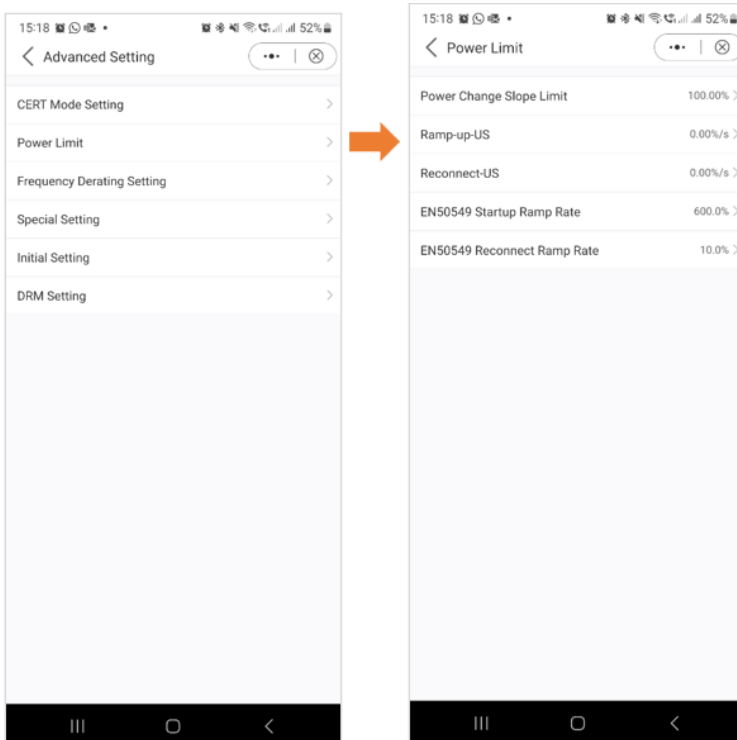 15:18 52%
Advanced Setting
CERT Mode Setting
Power Limit
Frequency Derating Setting
Special Setting
Initial Setting
DRM Setting
15:18 52%
Power Limit
Power Change Slope Limit 100.00%
Ramp-up-US 0.00%/s
Reconnect-US 0.00%/s
EN50549 Startup Ramp Rate 600.0%
EN50549 Reconnect Ramp Rate 10.0%